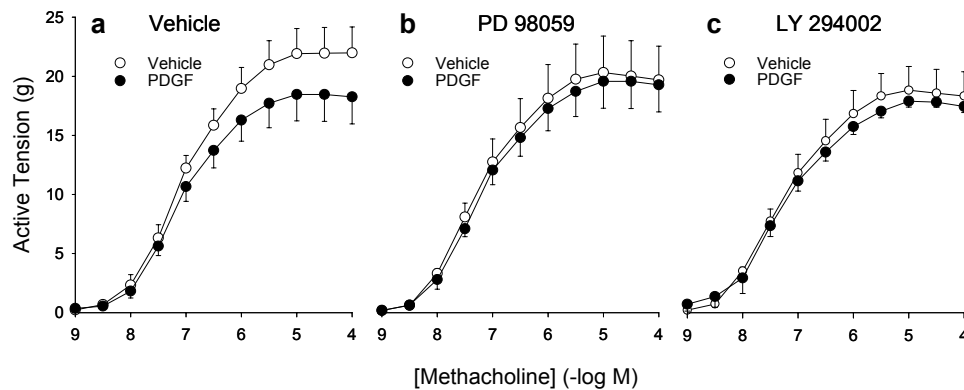 a Vehicle
Vehicle
PDGF
b PD 98059
Vehicle
PDGF
c LY 294002
Vehicle
PDGF
Active Tension (g)
25
20
15
10
5
0
9 8 7 6 5 4
9 8 7 6 5 4
9 8 7 6 5 4
[Methacholine] (-log M)